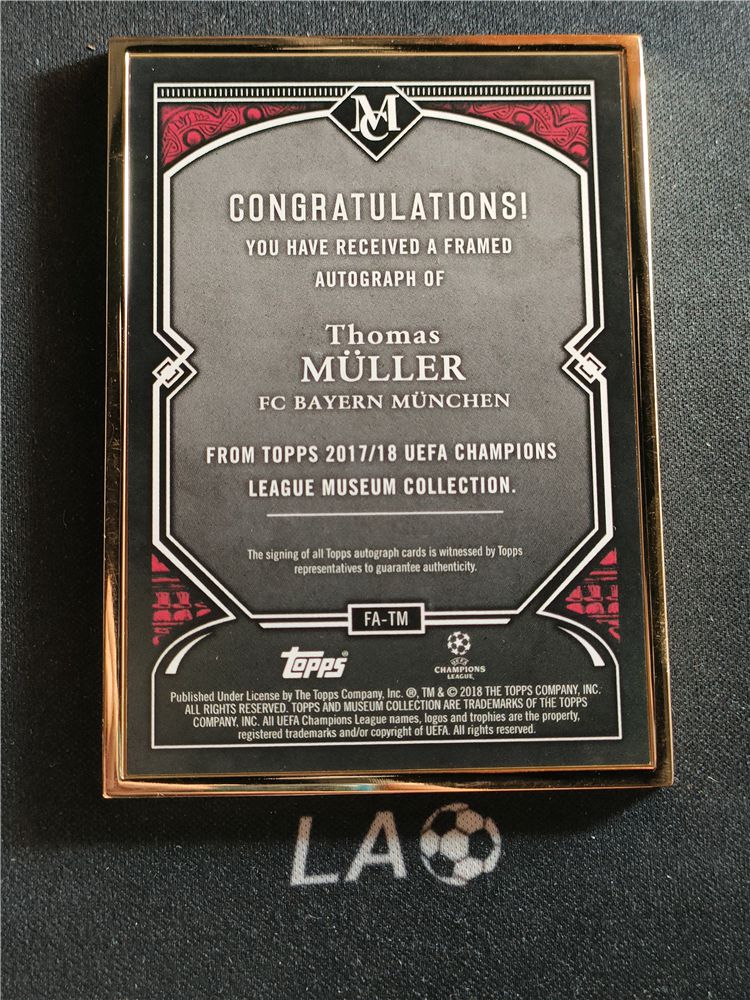 MC
CONGRATULATIONS!
YOU HAVE RECEIVED A FRAMED
AUTOGRAPH OF
Thomas
MÜLLER
FC BAYERN MÜNCHEN
FROM TOPPS 2017/18 UEFA CHAMPIONS
LEAGUE MUSEUM COLLECTION.
The signing of all Topps autograph cards is witnessed by Topps
representatives to guarantee authenticity.
FA-TM
topps®
UEFA
CHAMPIONS
LEAGUE
Published Under License by The Topps Company, Inc. ®, TM & © 2018 THE TOPPS COMPANY, INC.
ALL RIGHTS RESERVED. TOPPS AND MUSEUM COLLECTION ARE TRADEMARKS OF THE TOPPS
COMPANY, INC. All UEFA Champions League names, logos and trophies are the property,
registered trademarks and/or copyright of UEFA. All rights reserved.
LA